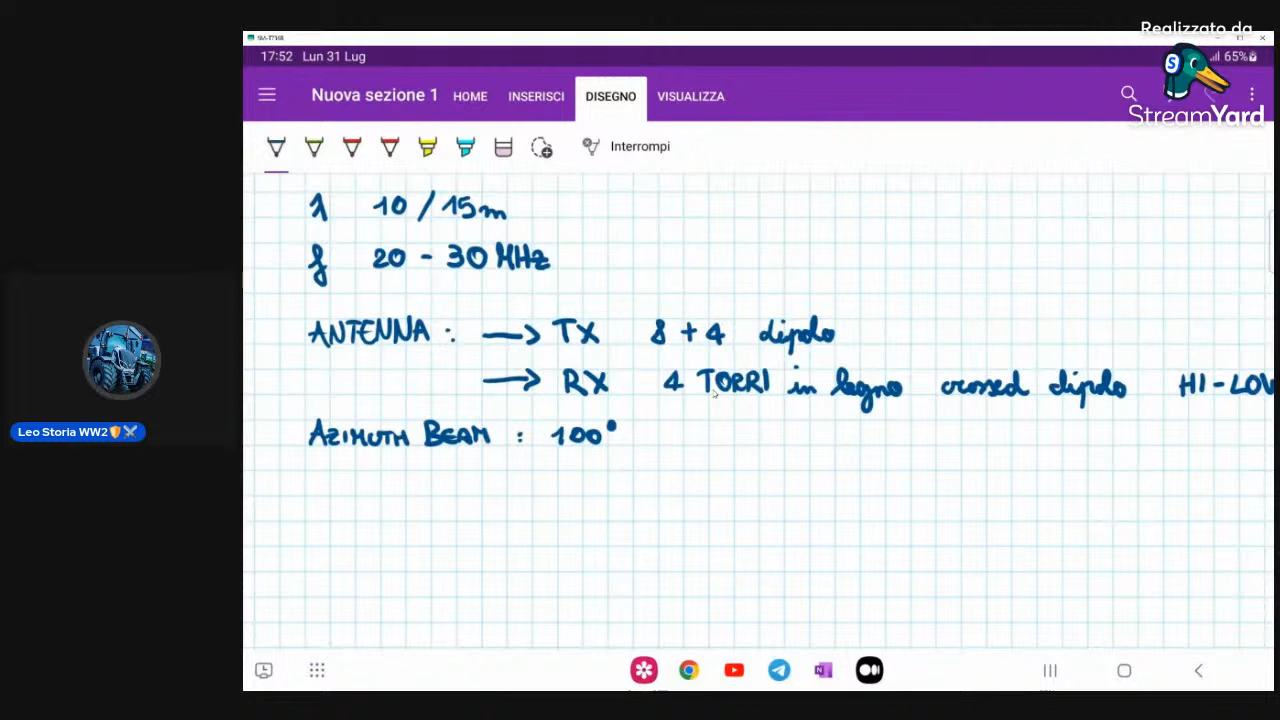 Realizzato da
StreamYard
17:52 Lun 31 Lug
65%
Nuova sezione 1 HOME INSERISCI DISEGNO VISUALIZZA
Interrompi
λ 10 / 15m
f 20 - 30 MHz
ANTENNA : → TX 8 + 4 dipolo
→ RX 4 TORRI in legno crossed dipolo HI-LOW
AZIMUTH BEAM : 100°
Leo Storia WW2🛡️⚔️